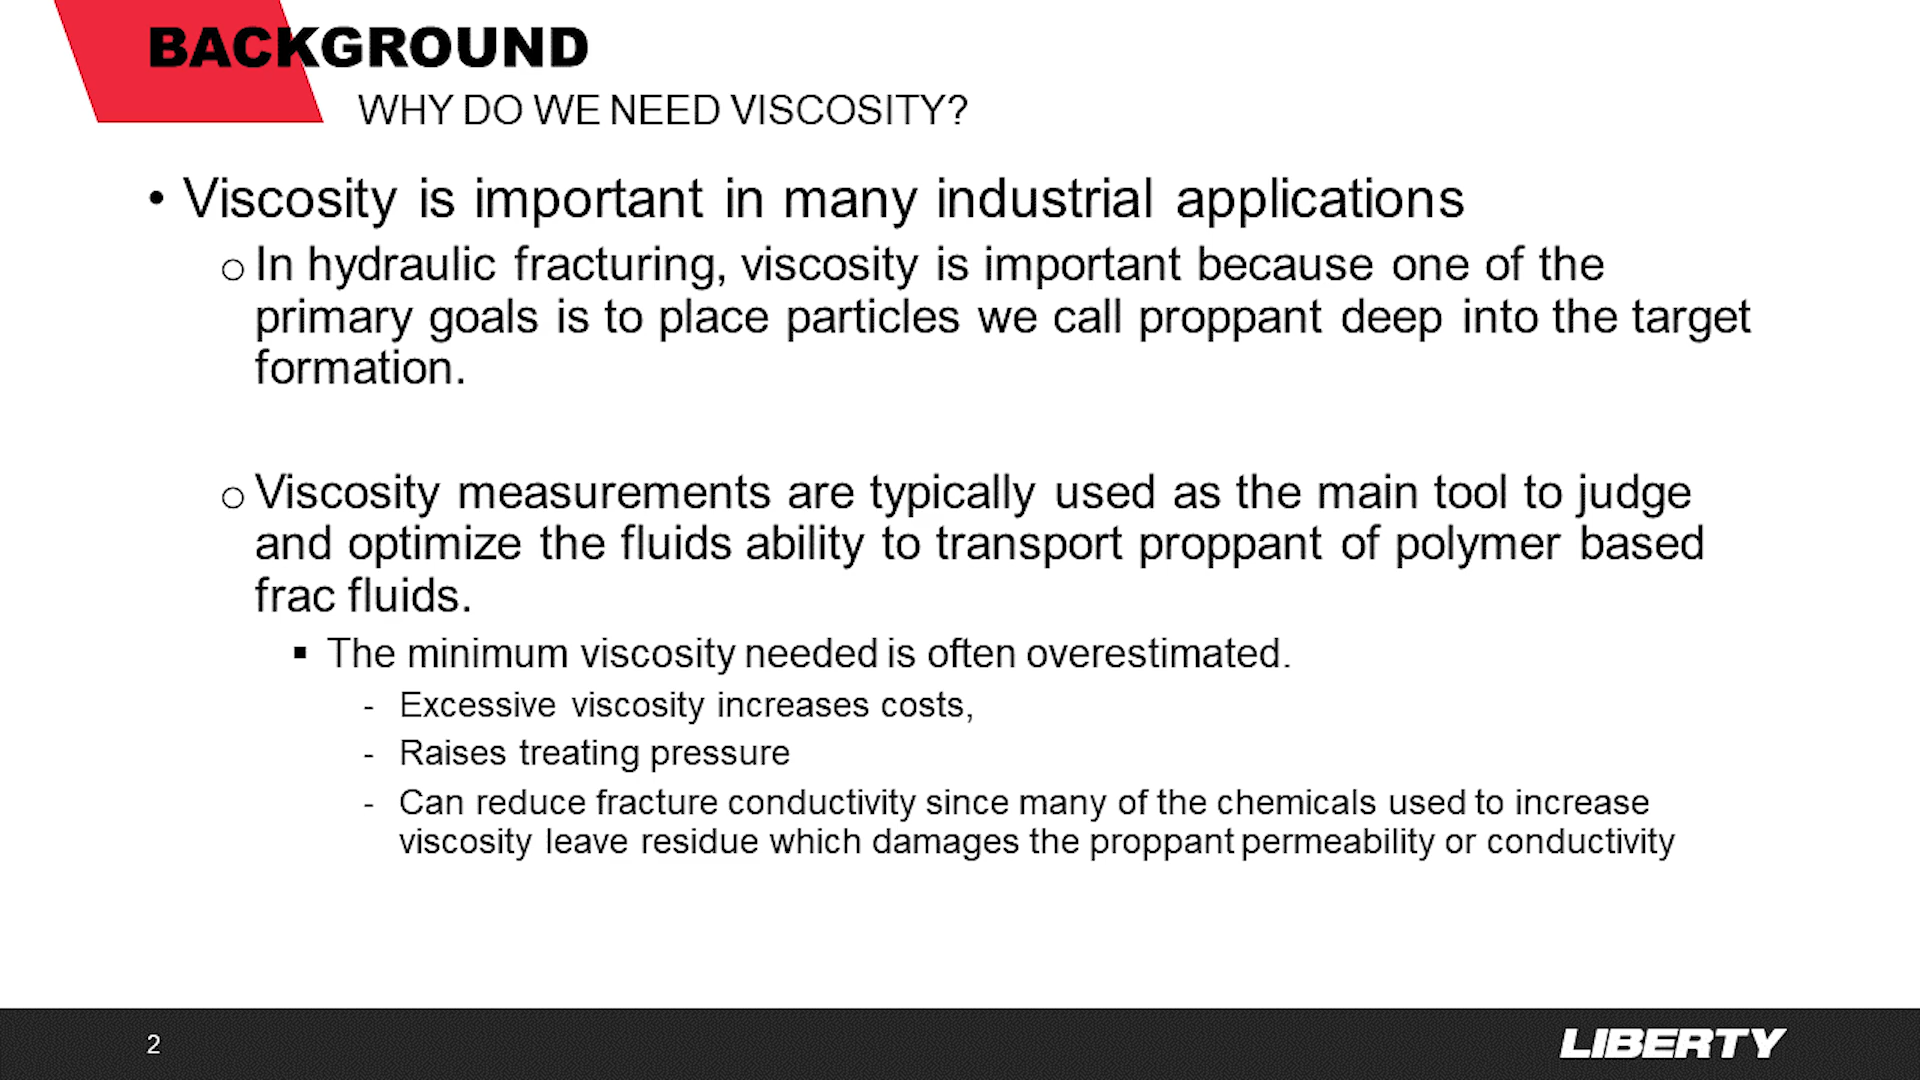 BACKGROUND
WHY DO WE NEED VISCOSITY?
• Viscosity is important in many industrial applications
o In hydraulic fracturing, viscosity is important because one of the
primary goals is to place particles we call proppant deep into the target
formation.
o Viscosity measurements are typically used as the main tool to judge
and optimize the fluids ability to transport proppant of polymer based
frac fluids.
▪ The minimum viscosity needed is often overestimated.
- Excessive viscosity increases costs,
- Raises treating pressure
- Can reduce fracture conductivity since many of the chemicals used to increase
viscosity leave residue which damages the proppant permeability or conductivity
2
LIBERTY